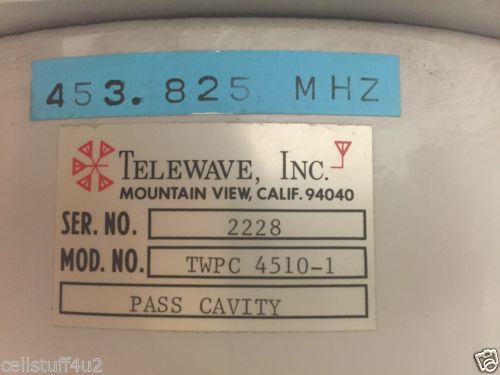 453.825 MHZ
TELEWAVE, INC.
MOUNTAIN VIEW, CALIF. 94040
SER. NO. 2228
MOD. NO. TWPC 4510-1
PASS CAVITY
cellstuff4u2